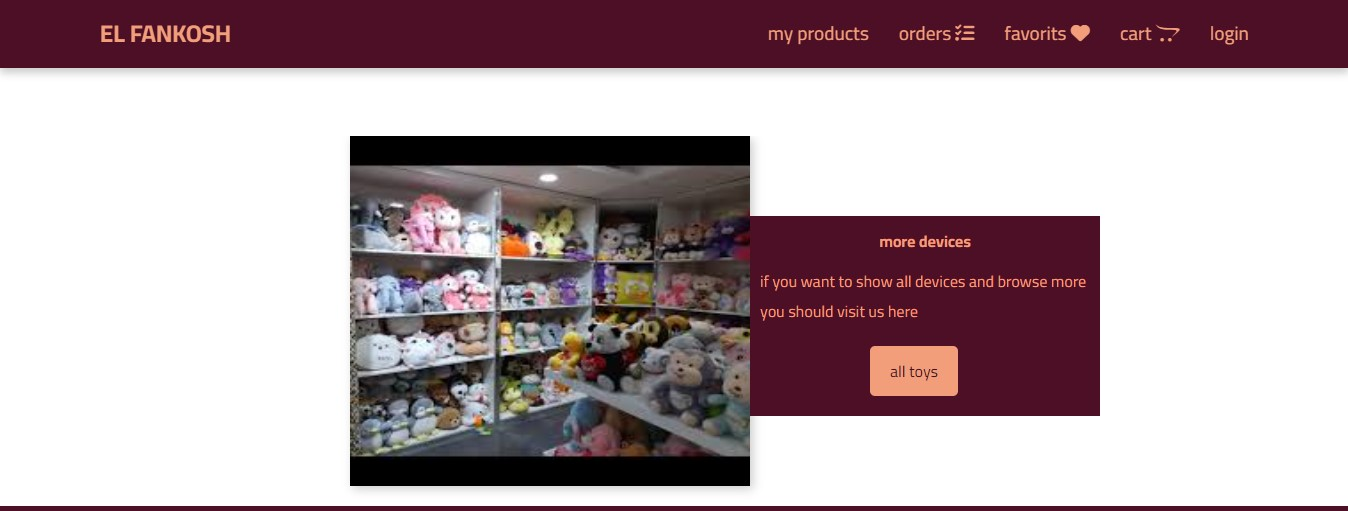 EL FANKOSH
my products orders favorits cart login
more devices
if you want to show all devices and browse more
you should visit us here
all toys